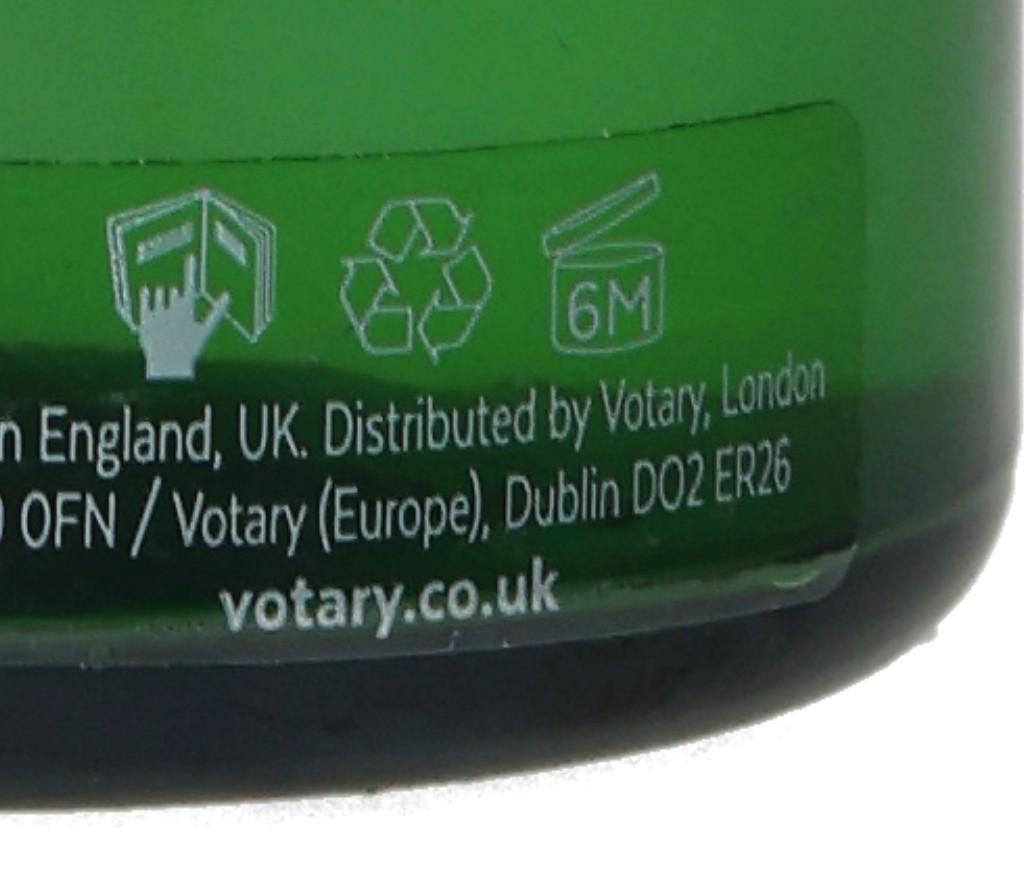 6M
n England, UK. Distributed by Votary, London
0FN / Votary (Europe), Dublin DO2 ER26
votary.co.uk